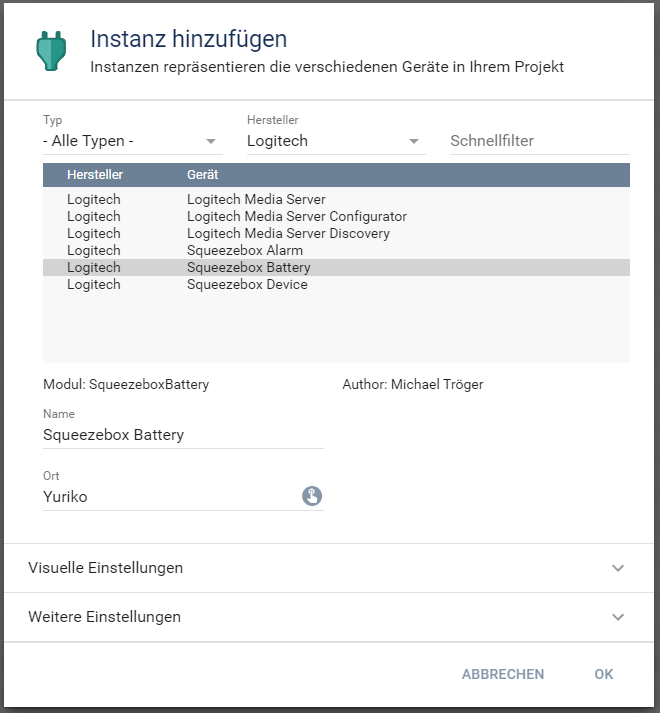 Instanz hinzufügen
Instanzen repräsentieren die verschiedenen Geräte in Ihrem Projekt
Typ Hersteller
- Alle Typen - Logitech Schnellfilter
Hersteller Gerät
Logitech Logitech Media Server
Logitech Logitech Media Server Configurator
Logitech Logitech Media Server Discovery
Logitech Squeezebox Alarm
Logitech Squeezebox Battery
Logitech Squeezebox Device
Modul: SqueezeboxBattery Author: Michael Tröger
Name
Squeezebox Battery
Ort
Yuriko
Visuelle Einstellungen
Weitere Einstellungen
ABBRECHEN OK